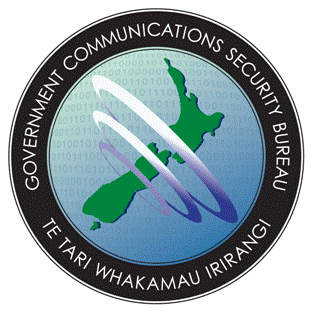 GOVERNMENT COMMUNICATIONS SECURITY BUREAU
TE TARI WHAKAMAU IRIRANGI